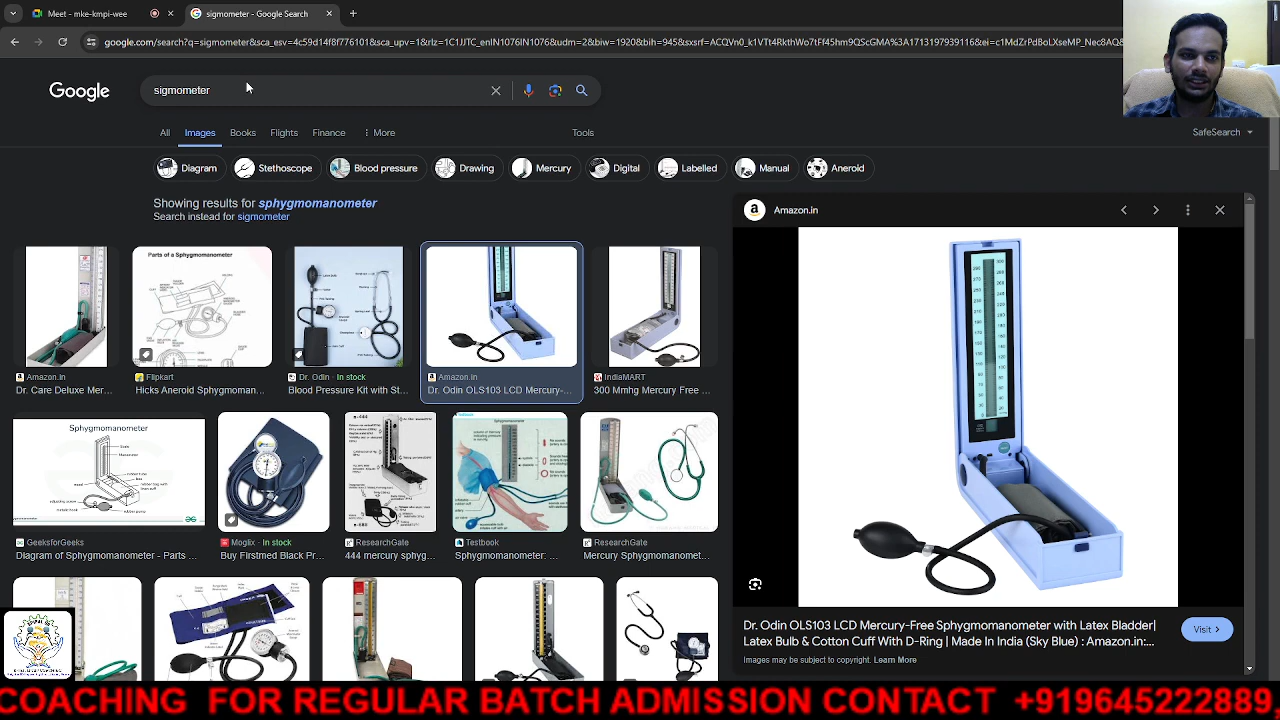 Meet - mke-kmpi-wee
sigmometer - Google Search
google.com/search?q=sigmometer&sca_esv=4c59d14f8f776101&sca_upv=1&rlz=1C1JJTC_enIN1076IN1076&udm=2&biw=1920&bih=945&sxsrf=ACQVn0_k1VTt4RkthWo7tFf45hm9QScGMA%3A1713197939116&ei=c1MdZrPdBoLXseMP_Nec8AQ&
Google
sigmometer
All Images Books Flights Finance More Tools
SafeSearch
Diagram Stethoscope Blood pressure Drawing Mercury Digital Labelled Manual Aneroid
Showing results for sphygmomanometer
Search instead for sigmometer
Parts of a Sphygmomanometer
Amazon.in
Dr. Care Deluxe Mer...
Flipkart
Hicks Aneroid Sphygmoman...
Dr. Odin - In stock
Blood Pressure Kit with St...
Amazon.in
Dr. Odin OLS103 LCD Mercury-...
IndiaMART
300 Mmhg Mercury Free ...
Sphygmomanometer
GeeksforGeeks
Diagram of Sphygmomanometer - Parts ...
Moglix - In stock
Buy Firstmed Black Pr...
ResearchGate
444 mercury sphyg...
Testbook
Sphygmomanometer: ...
ResearchGate
Mercury Sphygmomanomet...
Amazon.in
Dr. Odin OLS103 LCD Mercury-Free Sphygmomanometer with Latex Bladder|
Latex Bulb & Cotton Cuff With D-Ring | Made In India (Sky Blue) : Amazon.in:...
Visit
Images may be subject to copyright. Learn More
COACHING FOR REGULAR BATCH ADMISSION CONTACT +919645222889,